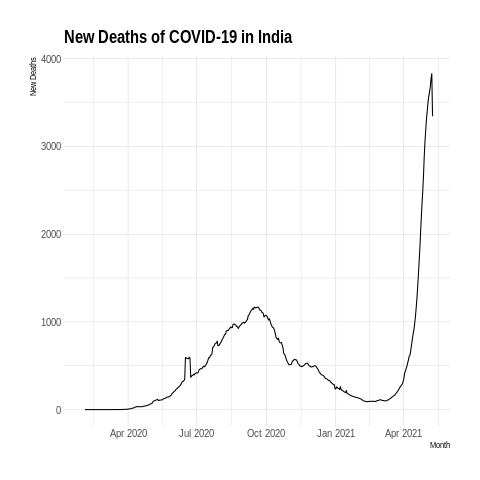 New Deaths of COVID-19 in India
New Deaths
4000
3000
2000
1000
0
Apr 2020 Jul 2020 Oct 2020 Jan 2021 Apr 2021
Month